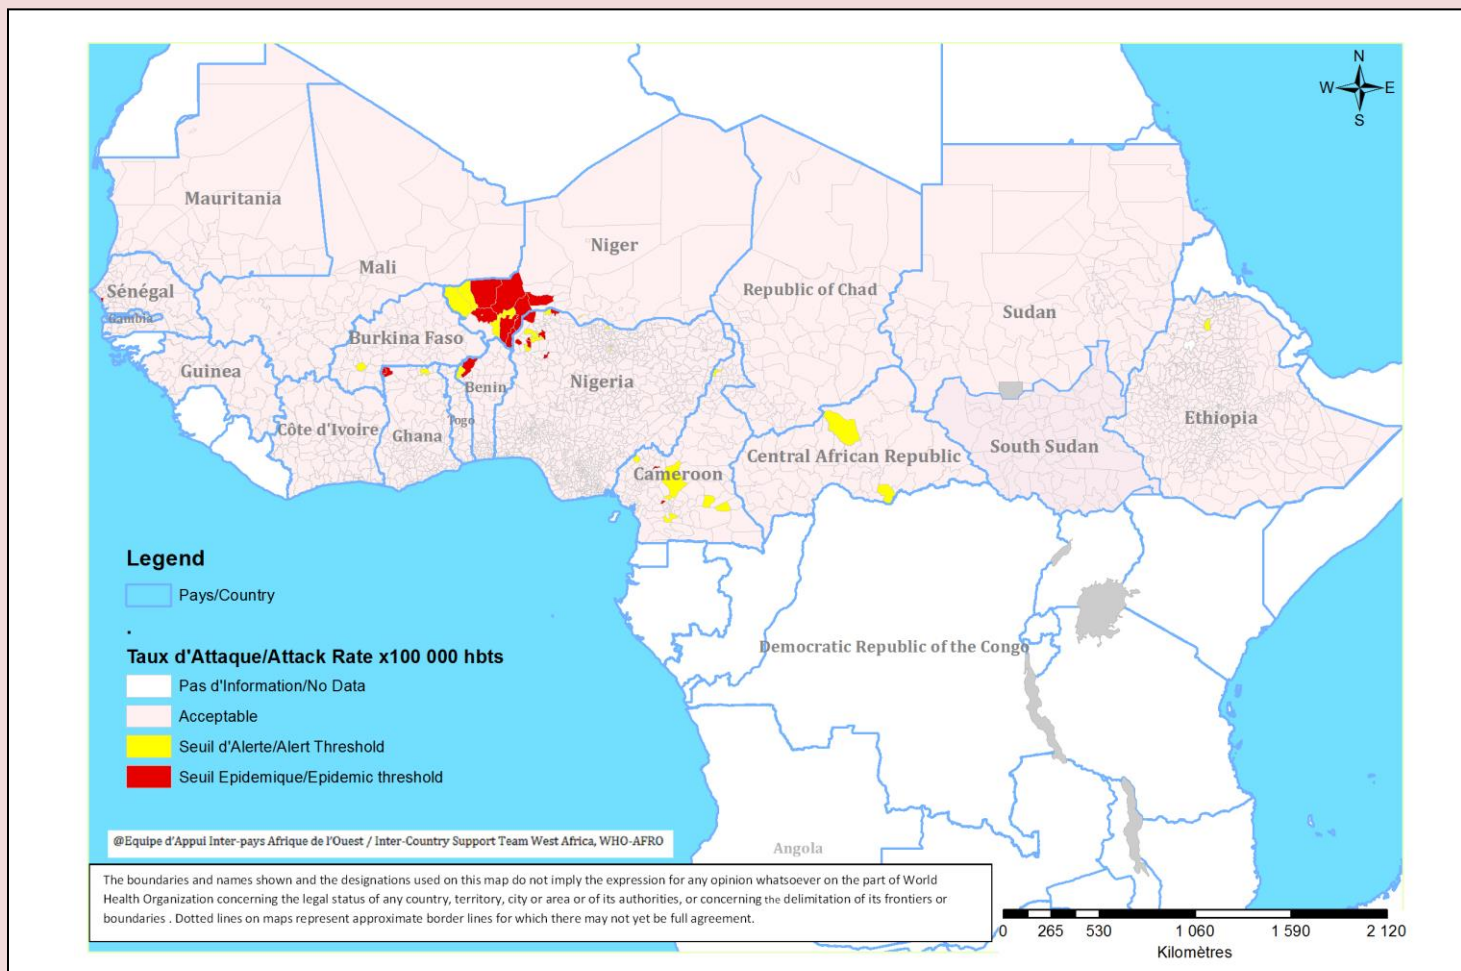 N
W E
S
Mauritania
Niger
Mali
Sénégal
Republic of Chad
Sudan
Gambia
Burkina Faso
Guinea
Nigeria
Benin
Ethiopia
Togo
Côte d'Ivoire
Ghana
South Sudan
Central African Republic
Cameroon
Democratic Republic of the Congo
Angola
Legend
Pays/Country
.
Taux d'Attaque/Attack Rate x100 000 hbts
Pas d'Information/No Data
Acceptable
Seuil d'Alerte/Alert Threshold
Seuil Epidemique/Epidemic threshold
@Equipe d'Appui Inter-pays Afrique de l'Ouest / Inter-Country Support Team West Africa, WHO-AFRO
The boundaries and names shown and the designations used on this map do not imply the expression for any opinion whatsoever on the part of World
Health Organization concerning the legal status of any country, territory, city or area or of its authorities, or concerning the delimitation of its frontiers or
boundaries . Dotted lines on maps represent approximate border lines for which there may not yet be full agreement.
0 265 530 1 060 1 590 2 120
Kilomètres